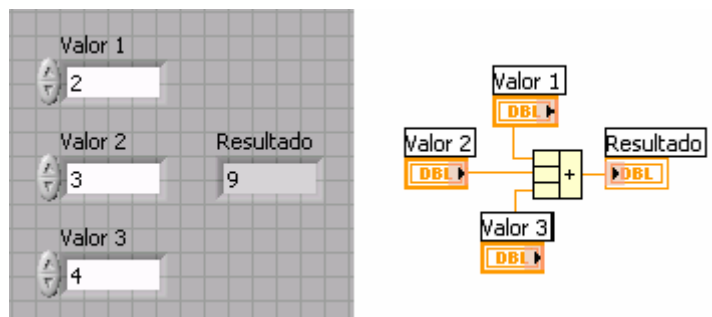 Valor 1
2
Valor 2
3
Resultado
9
Valor 3
4
Valor 1
DBL
Valor 2
DBL
+
Resultado
DBL
Valor 3
DBL